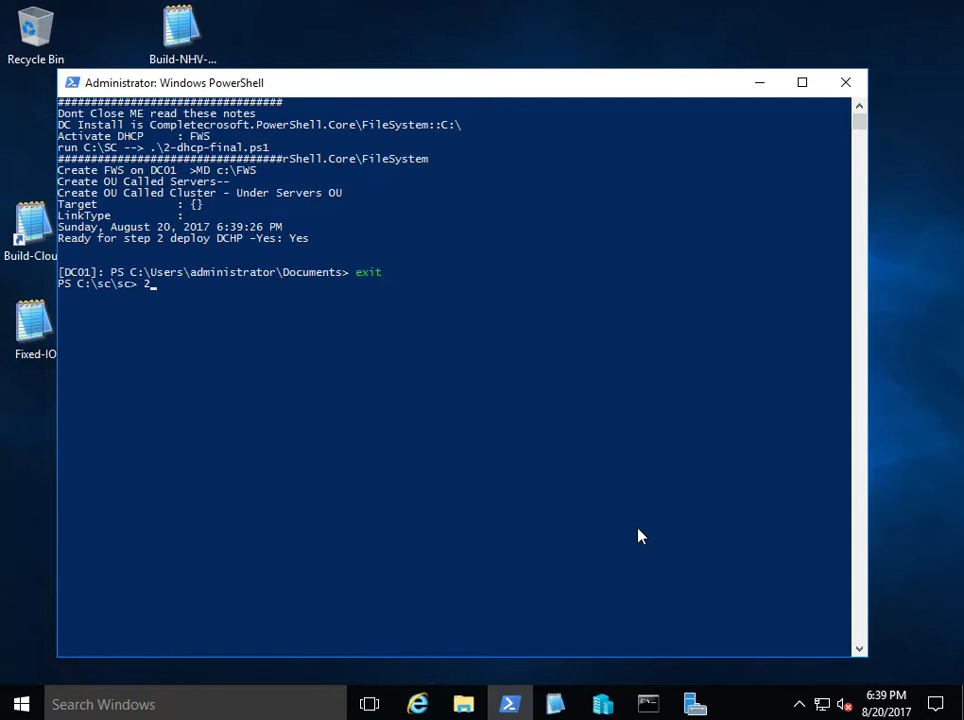 Recycle Bin
Build-NHV-...
Administrator: Windows PowerShell
##################################
Dont Close ME read these notes
DC Install is Completecrosoft.PowerShell.Core\FileSystem::C:\
Activate DHCP     : FWS
run C:\SC --> .\2-dhcp-final.ps1
##################################rShell.Core\FileSystem
Create FWS on DC01  >MD c:\FWS
Create OU Called Servers--
Create OU Called Cluster - Under Servers OU
Target            : {}
LinkType          :
Sunday, August 20, 2017 6:39:26 PM
Ready for step 2 deploy DCHP -Yes: Yes
[DC01]: PS C:\Users\administrator\Documents> exit
PS C:\sc\sc> 2_
Build-Clou
Fixed-IO
Search Windows
6:39 PM
8/20/2017